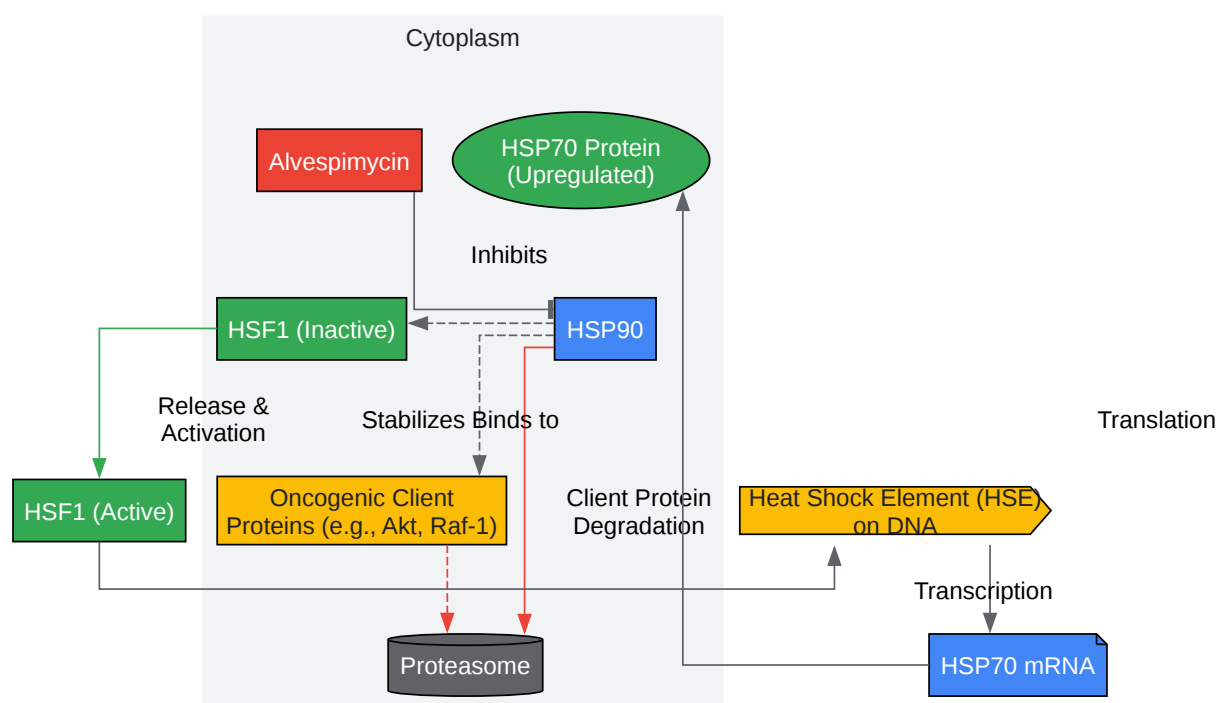 Cytoplasm
Alvespimycin
HSP70 Protein
(Upregulated)
Inhibits
HSF1 (Inactive)
HSP90
Release &
Activation
Stabilizes Binds to
Translation
HSF1 (Active)
Oncogenic Client
Proteins (e.g., Akt, Raf-1)
Client Protein
Degradation
Heat Shock Element (HSE)
on DNA
Transcription
Proteasome
HSP70 mRNA